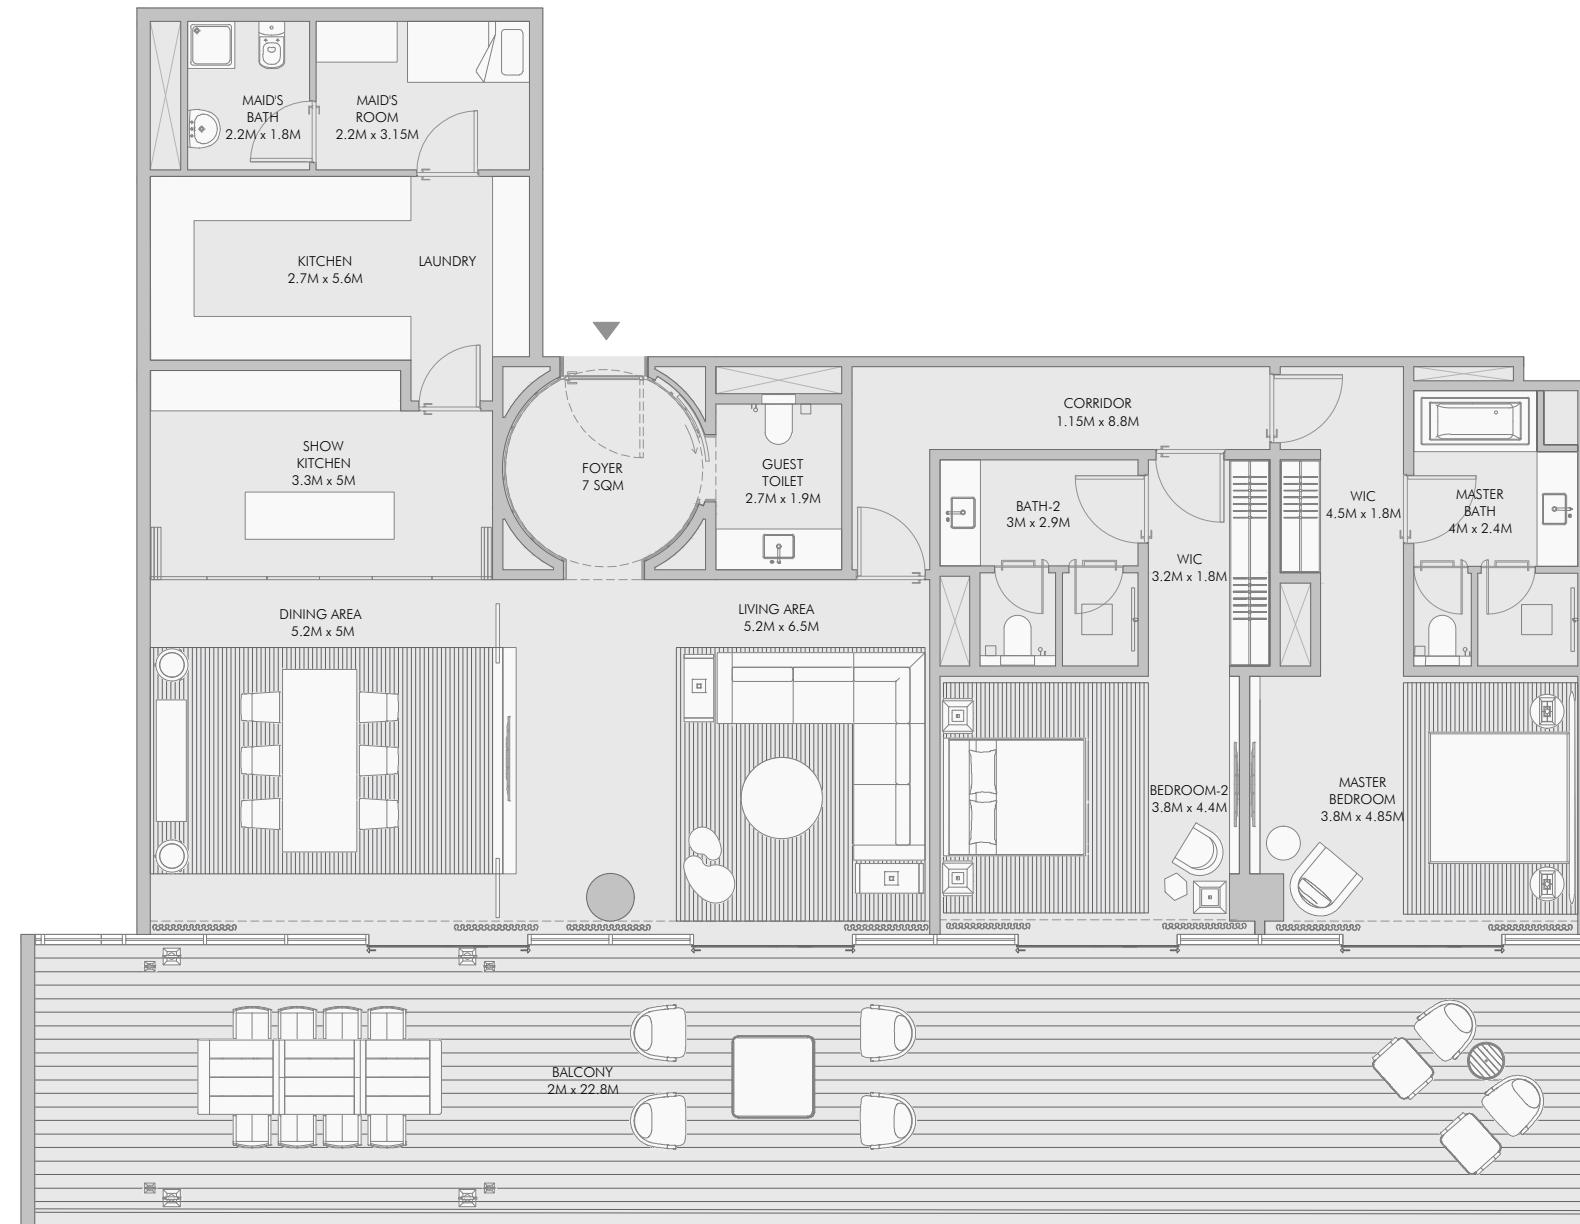 MAID'S
BATH
2.2M x 1.8M
MAID'S
ROOM
2.2M x 3.15M
KITCHEN
2.7M x 5.6M
LAUNDRY
SHOW
KITCHEN
3.3M x 5M
FOYER
7 SQM
GUEST
TOILET
2.7M x 1.9M
CORRIDOR
1.15M x 8.8M
BATH-2
3M x 2.9M
WIC
3.2M x 1.8M
WIC
4.5M x 1.8M
MASTER
BATH
4M x 2.4M
DINING AREA
5.2M x 5M
LIVING AREA
5.2M x 6.5M
BEDROOM-2
3.8M x 4.4M
MASTER
BEDROOM
3.8M x 4.85M
BALCONY
2M x 22.8M